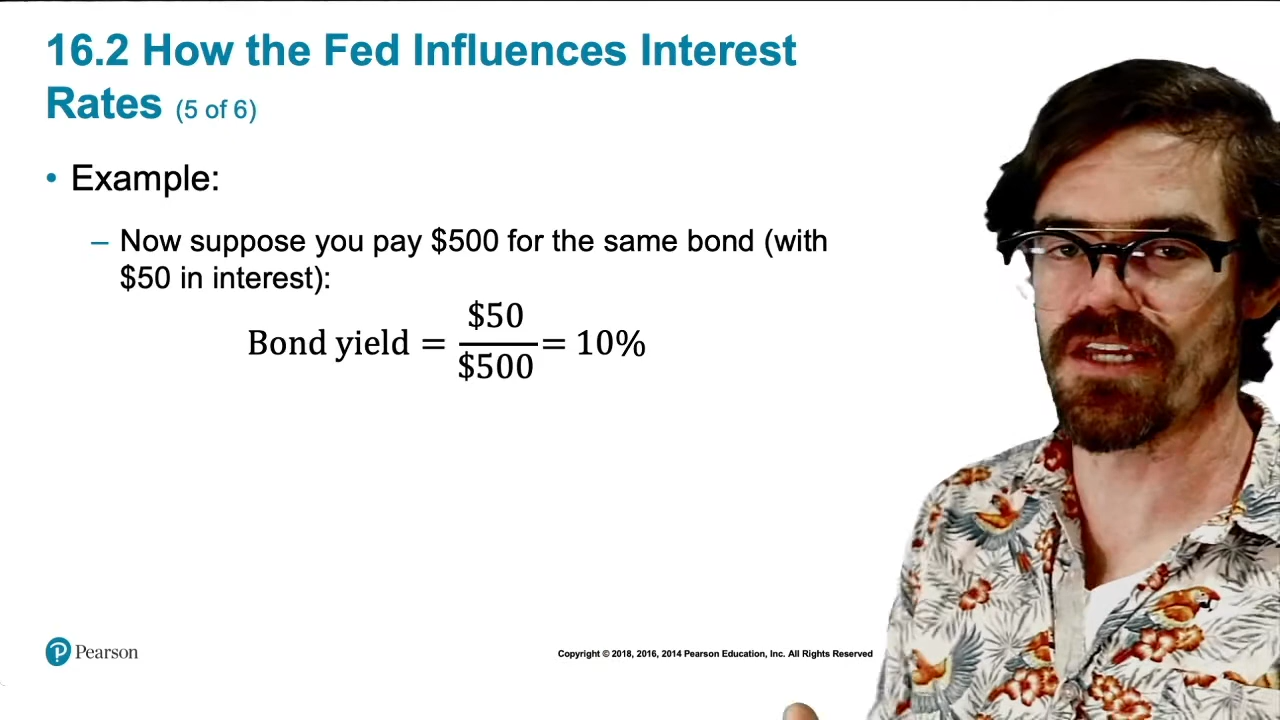 16.2 How the Fed Influences Interest
Rates (5 of 6)
• Example:
– Now suppose you pay $500 for the same bond (with
$50 in interest):
Bond yield = $50/$500 = 10%
Pearson
Copyright © 2018, 2016, 2014 Pearson Education, Inc. All Rights Reserved